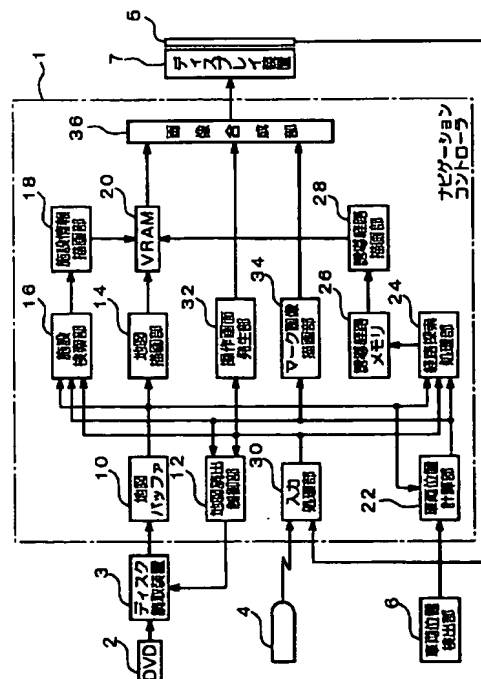 1
5
7
ディスプレイ装置
36
画像合成部
18
施設情報
描画部
20
VRAM
28
誘導経路
描画部
ナビゲーション
コントローラ
16
施設
検索部
14
地図
描画部
32
操作画面
発生部
34
マーク画像
描画部
26
誘導経路
メモリ
24
経路探索
処理部
10
地図
バッファ
12
地図読出
制御部
30
入力
処理部
22
車両位置
計算部
3
ディスク
読取装置
2
DVD
4
6
車両位置
検出部